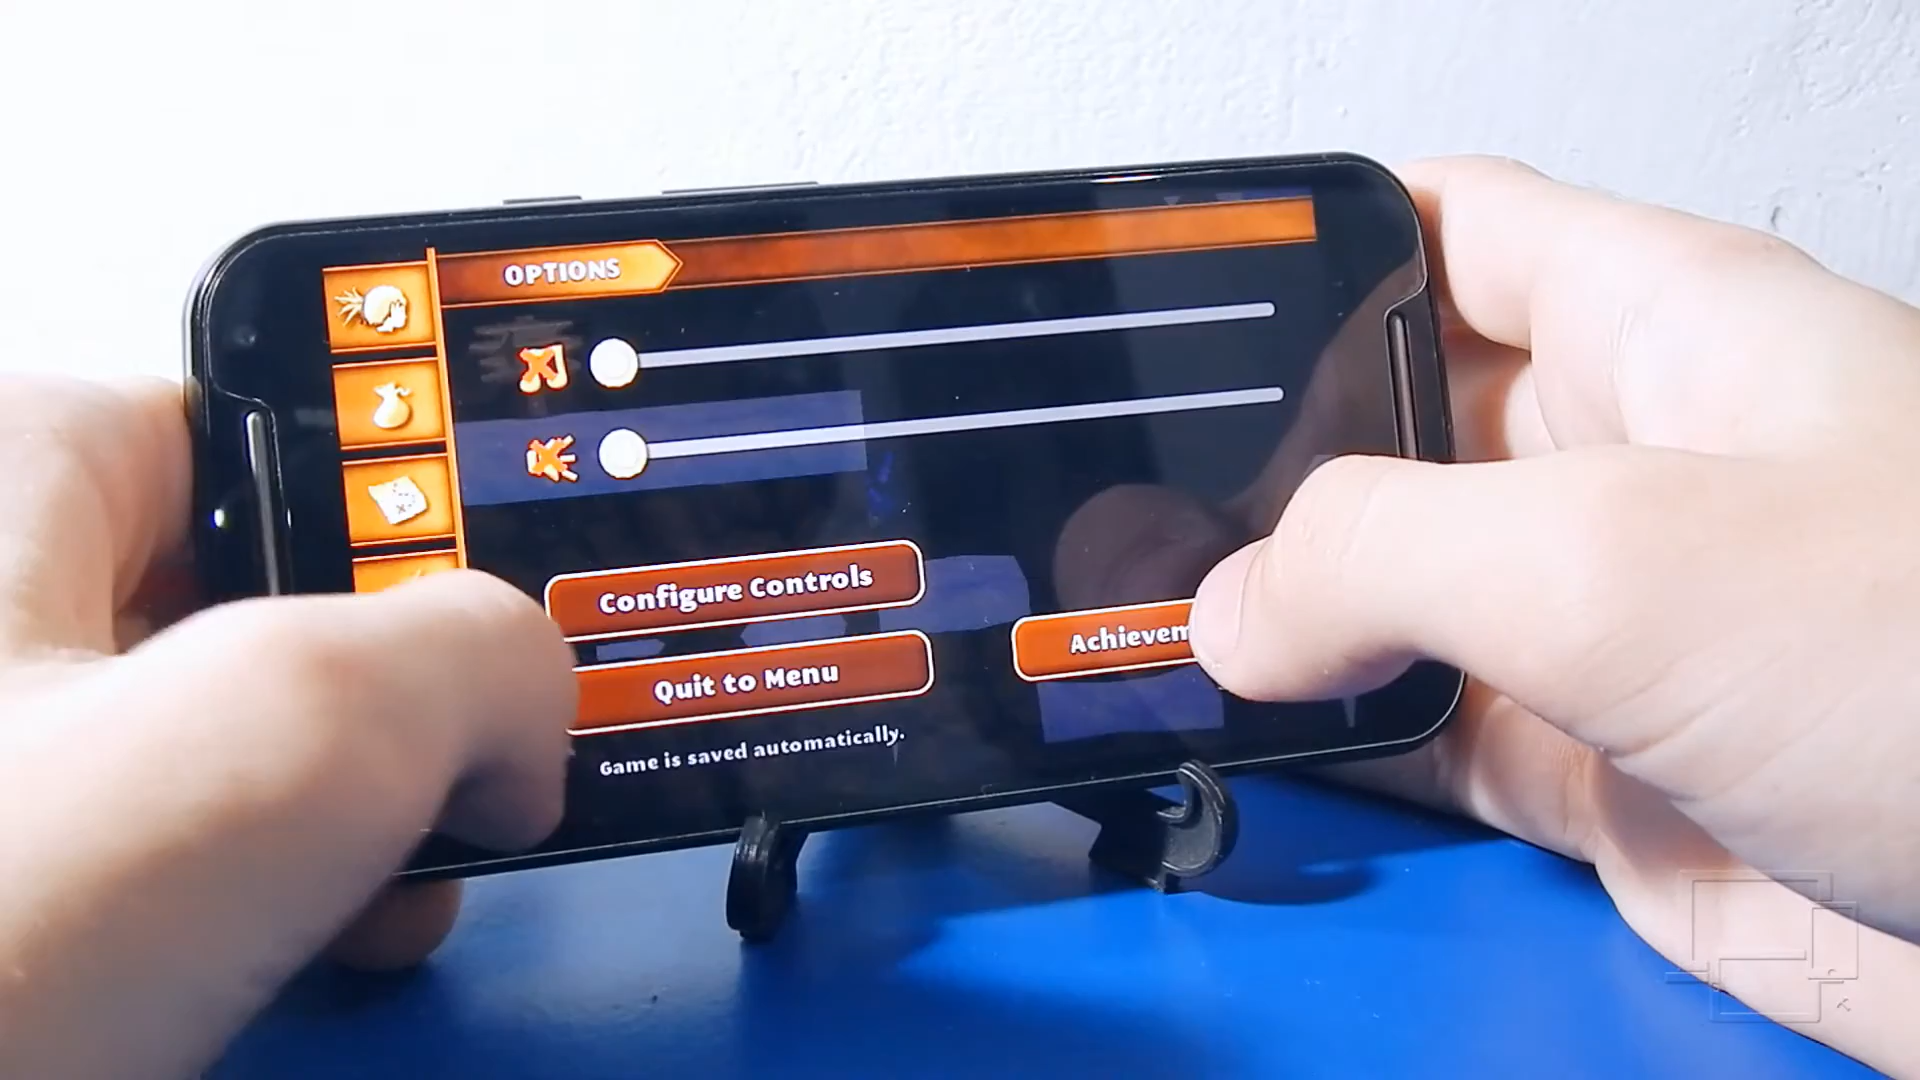 OPTIONS
Configure Controls
Achievem
Quit to Menu
Game is saved automatically.